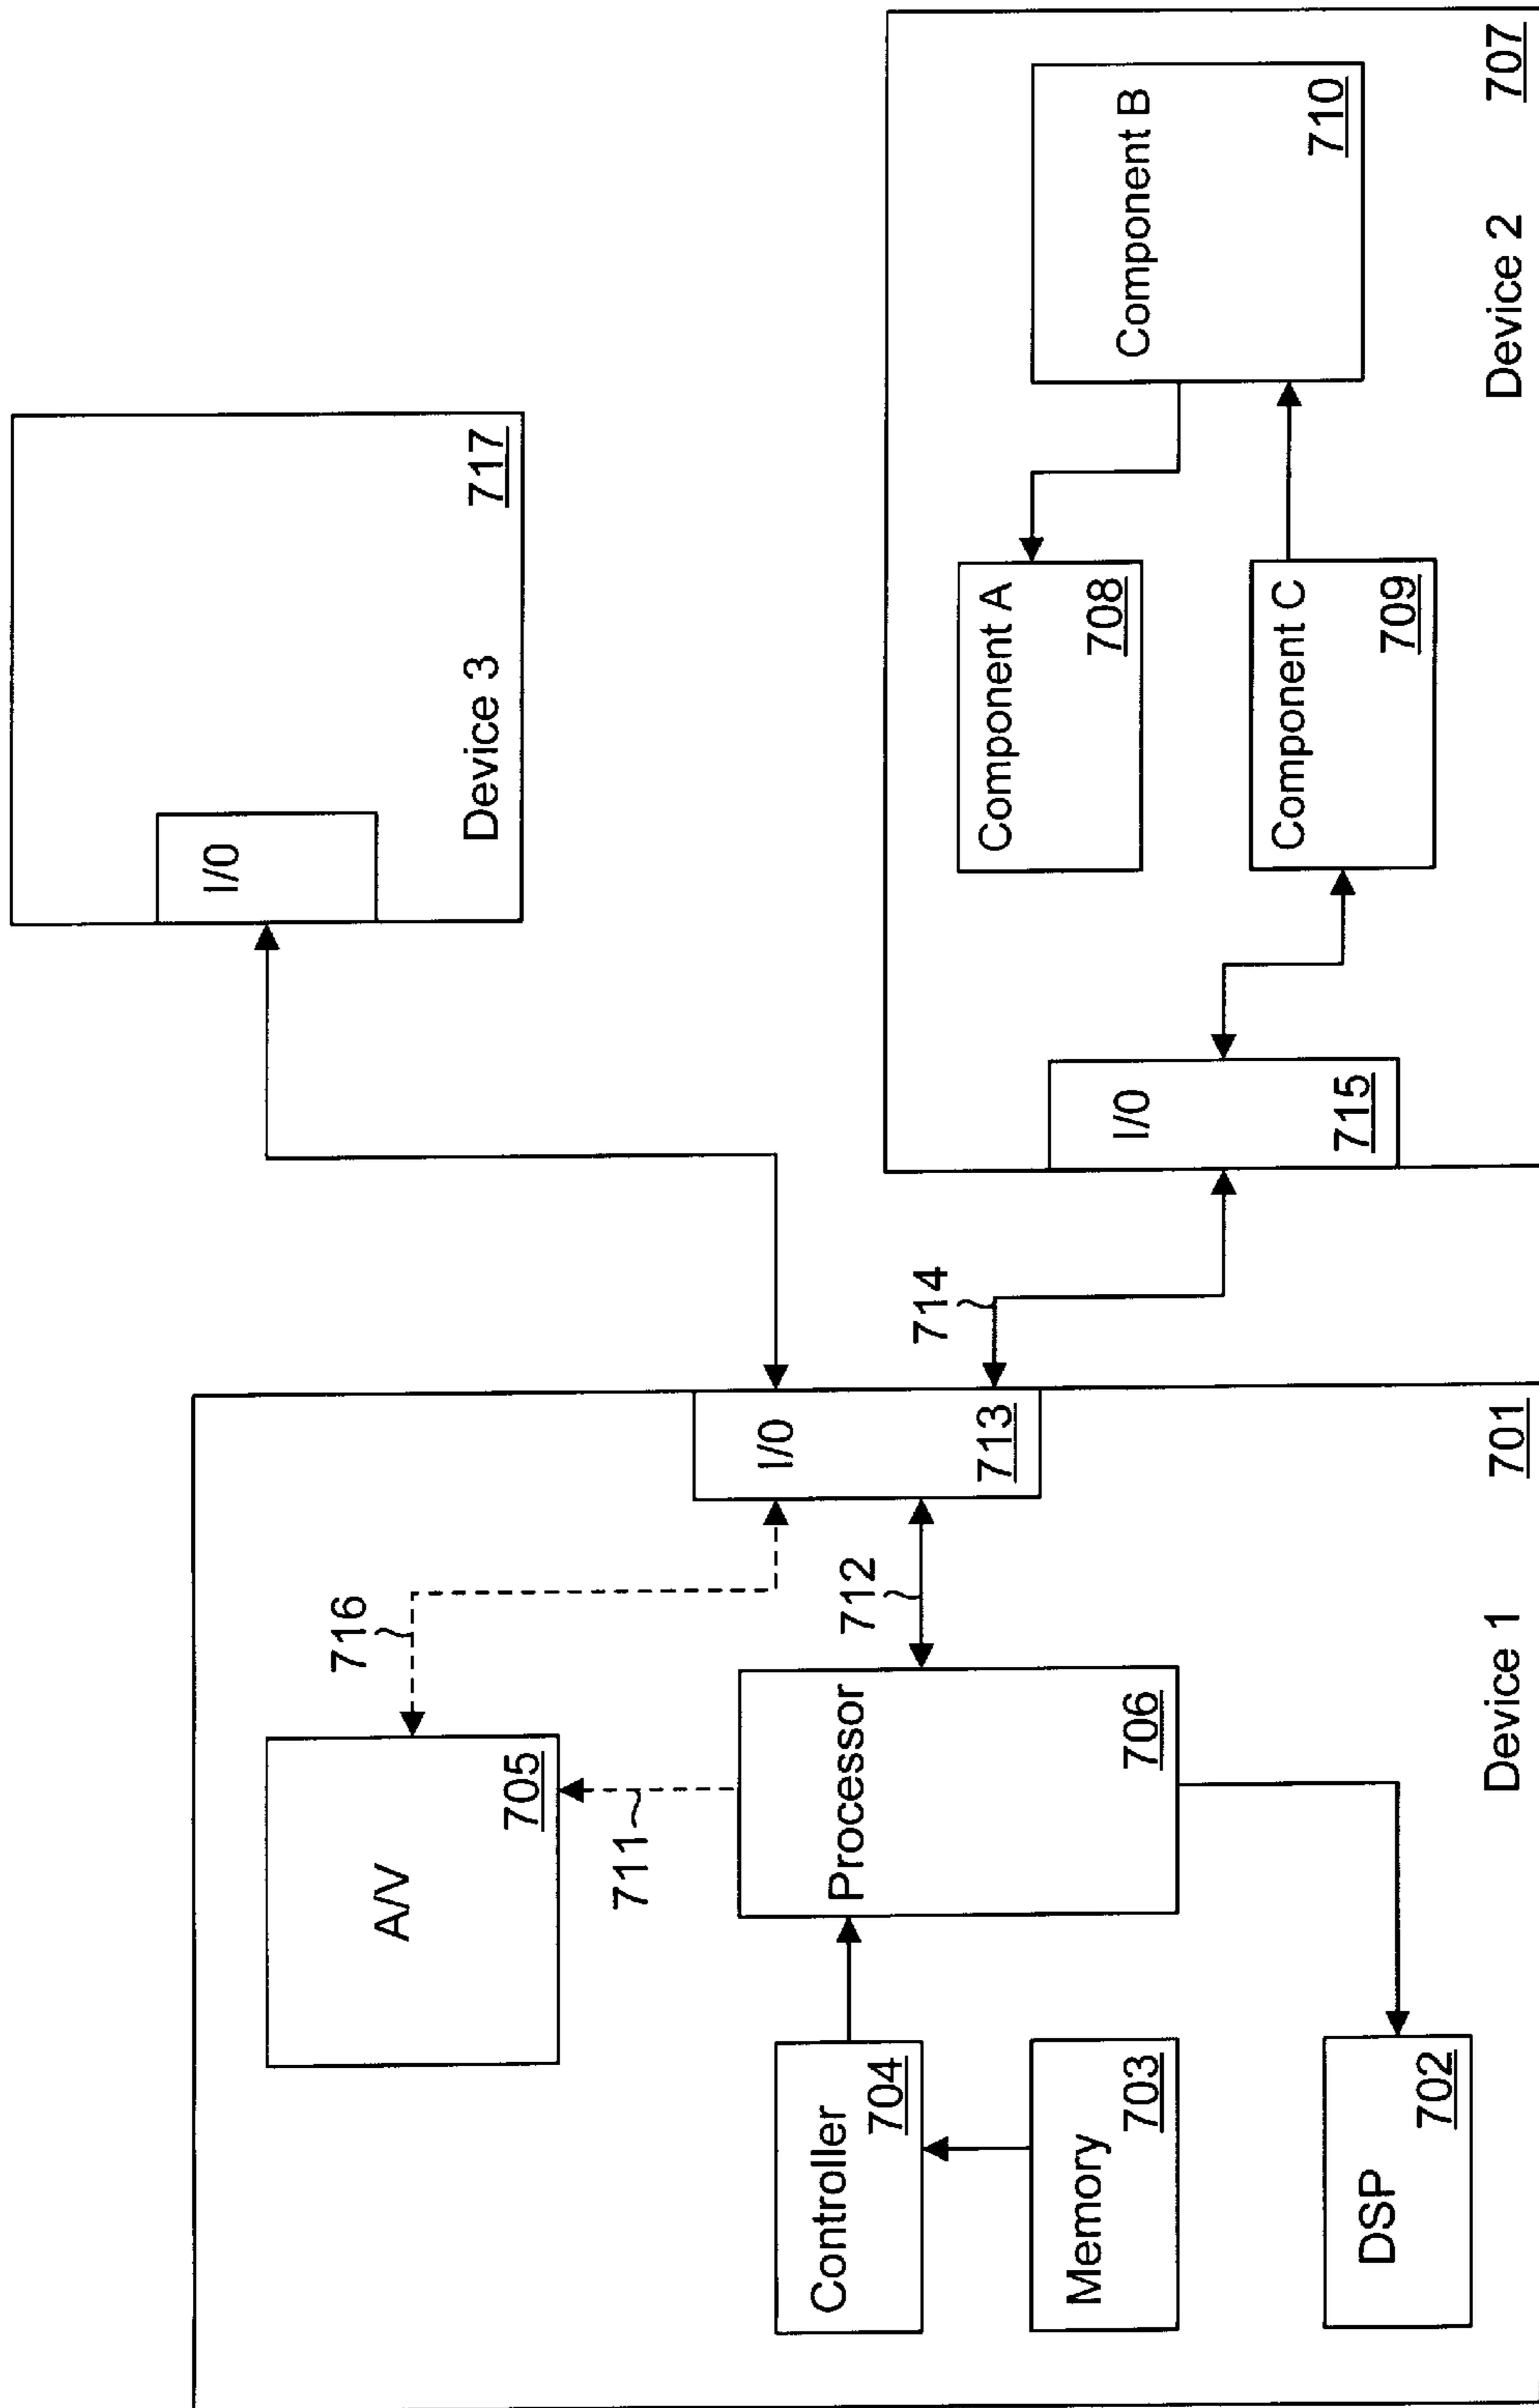 I/0
Device 3
717
A/V
705
716
711
Controller
704
Processor
706
712
I/0
713
714
Memory
703
DSP
702
Device 1
701
I/0
715
Component A
708
Component B
710
Component C
709
Device 2
707